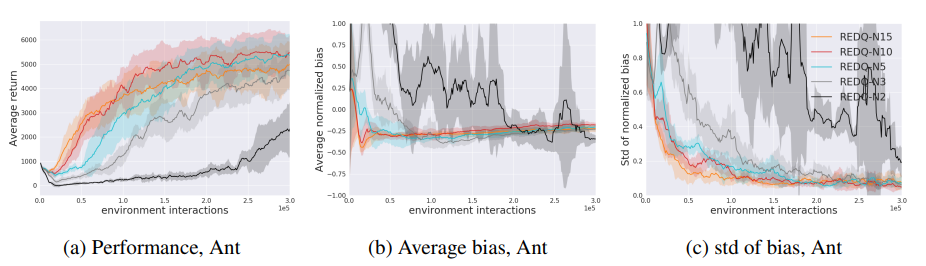 6000
5000
4000
3000
2000
1000
0
Average return
0.0 0.5 1.0 1.5 2.0 2.5 3.0
1e5
environment interactions
(a) Performance, Ant
1.00
0.75
0.50
0.25
0.00
−0.25
−0.50
−0.75
−1.00
Average normalized bias
0.0 0.5 1.0 1.5 2.0 2.5 3.0
1e5
environment interactions
(b) Average bias, Ant
1.0
0.8
0.6
0.4
0.2
0.0
Std of normalized bias
REDQ-N15
REDQ-N10
REDQ-N5
REDQ-N3
REDQ-N2
0.0 0.5 1.0 1.5 2.0 2.5 3.0
1e5
environment interactions
(c) std of bias, Ant